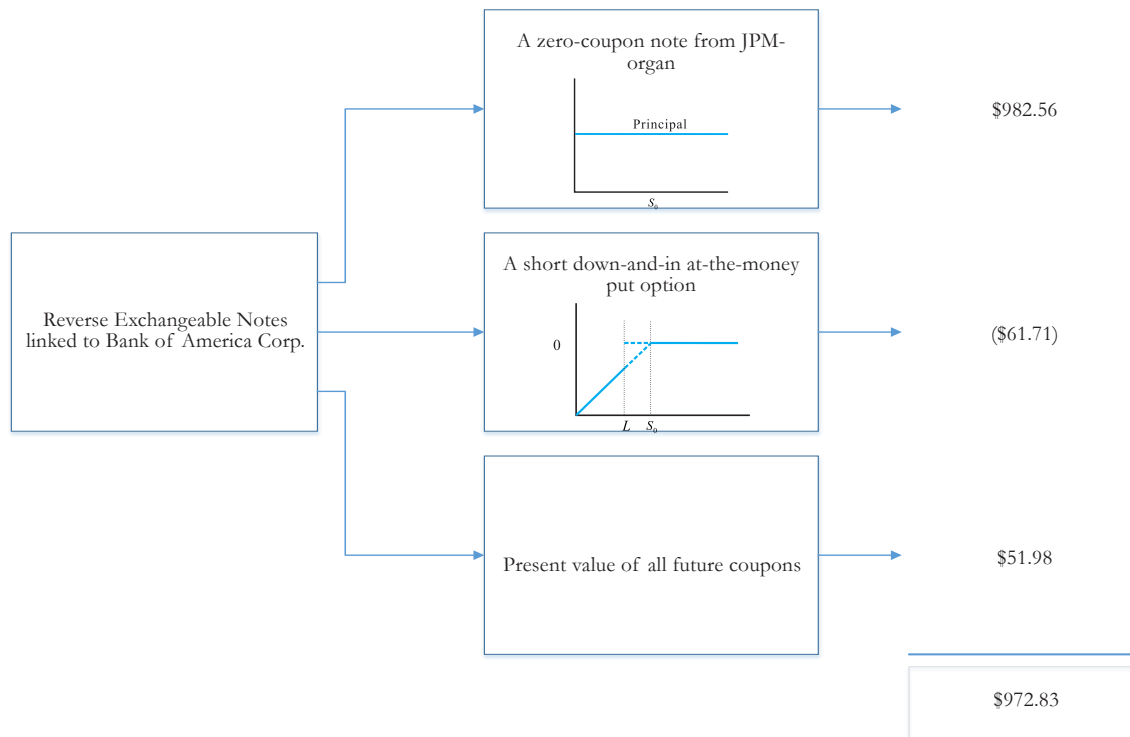 A zero-coupon note from JPM-
organ
Principal
S₀
$982.56
Reverse Exchangeable Notes
linked to Bank of America Corp.
A short down-and-in at-the-money
put option
0
L S₀
($61.71)
Present value of all future coupons
$51.98
$972.83